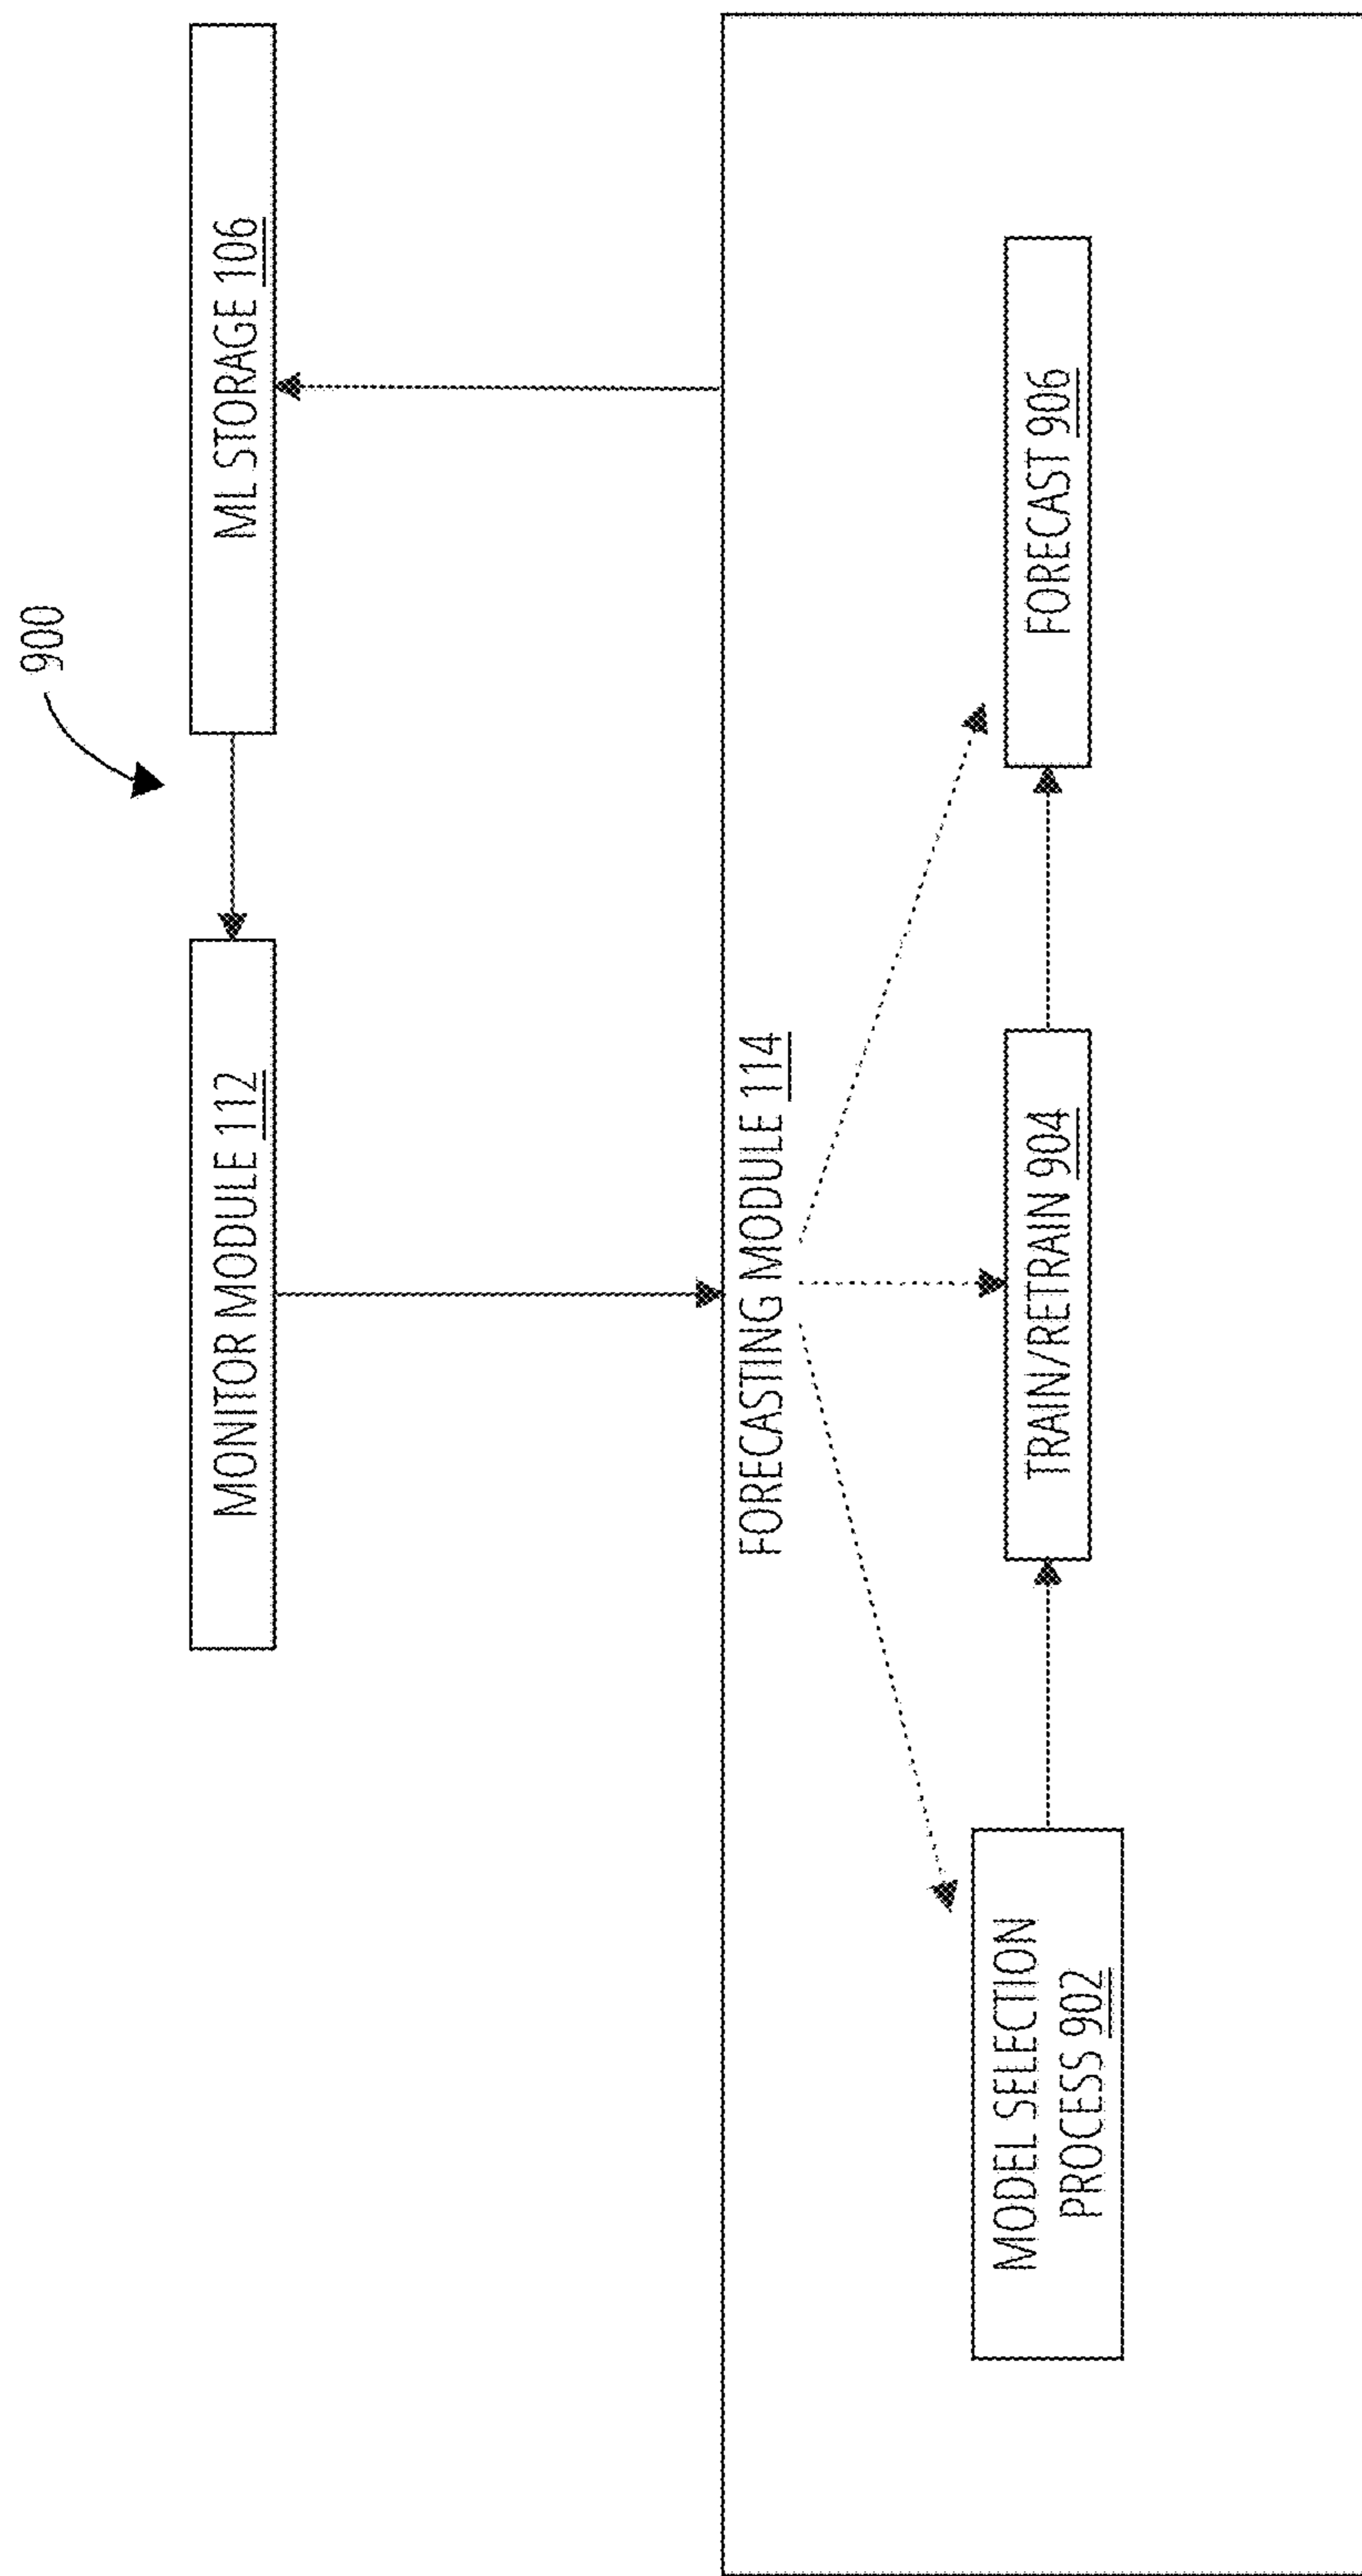 900
MONITOR MODULE 112
ML STORAGE 106
FORECASTING MODULE 114
MODEL SELECTION
PROCESS 902
TRAIN/RETRAIN 904
FORECAST 906